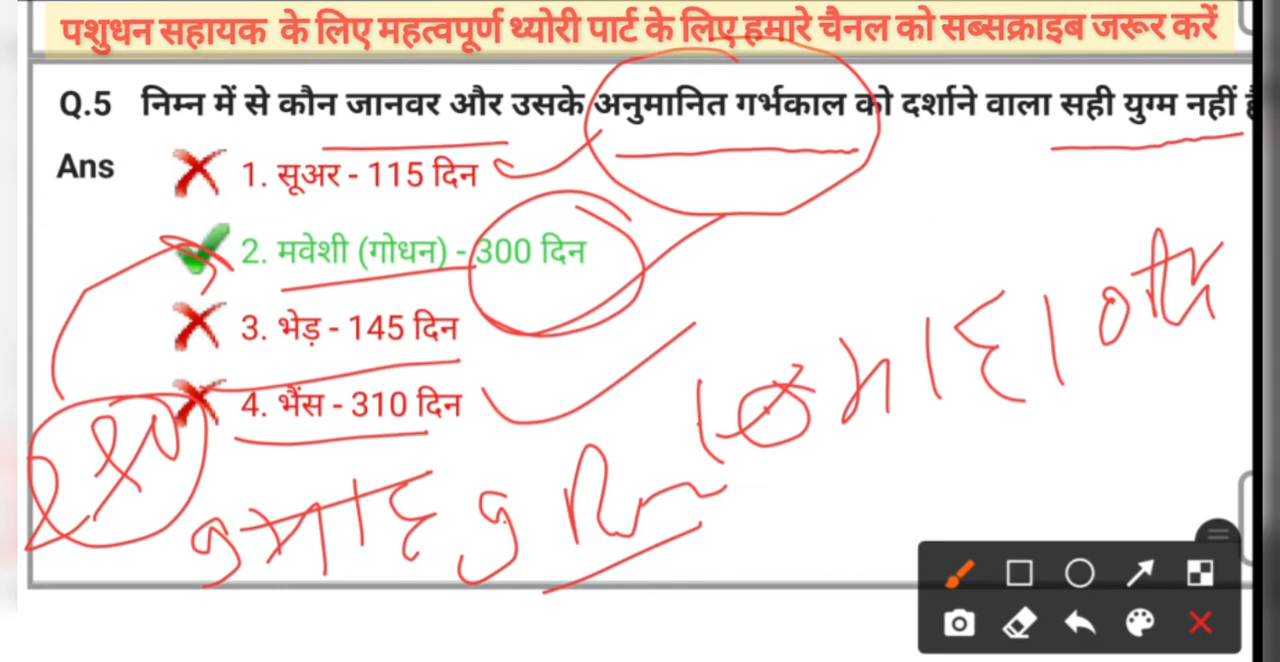 पशुधन सहायक के लिए महत्वपूर्ण थ्योरी पार्ट के लिए हमारे चैनल को सब्सक्राइब जरूर करें
Q.5 निम्न में से कौन जानवर और उसके अनुमानित गर्भकाल को दर्शाने वाला सही युग्म नहीं
Ans
1. सूअर - 115 दिन
2. मवेशी (गोधन) - 300 दिन
3. भेड़ - 145 दिन
4. भैंस - 310 दिन